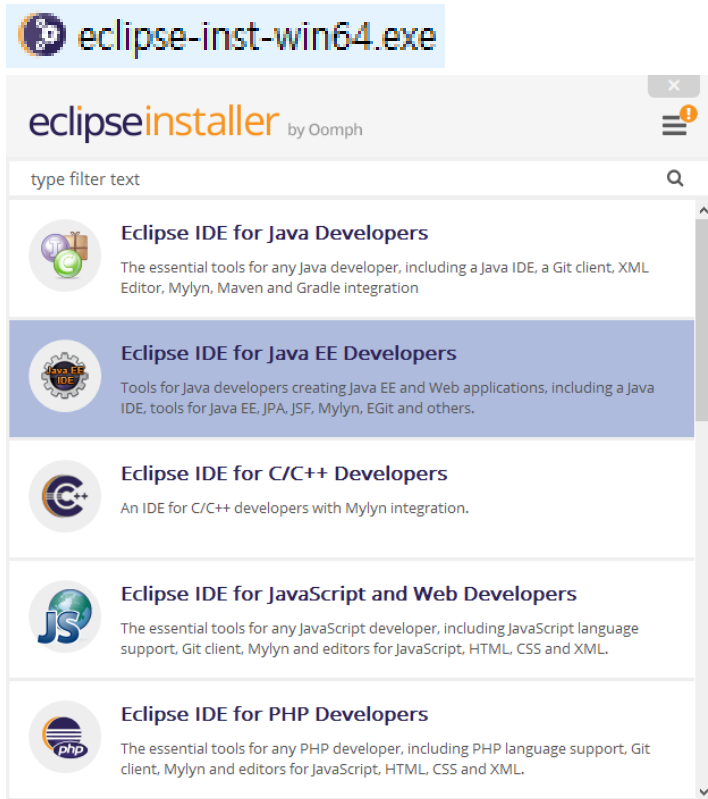 eclipse-inst-win64.exe
eclipseinstaller by Oomph
type filter text
Eclipse IDE for Java Developers
The essential tools for any Java developer, including a Java IDE, a Git client, XML
Editor, Mylyn, Maven and Gradle integration
Java EE
IDE
Eclipse IDE for Java EE Developers
Tools for Java developers creating Java EE and Web applications, including a Java
IDE, tools for Java EE, JPA, JSF, Mylyn, EGit and others.
C++
Eclipse IDE for C/C++ Developers
An IDE for C/C++ developers with Mylyn integration.
JS
Eclipse IDE for JavaScript and Web Developers
The essential tools for any JavaScript developer, including JavaScript language
support, Git client, Mylyn and editors for JavaScript, HTML, CSS and XML.
php
Eclipse IDE for PHP Developers
The essential tools for any PHP developer, including PHP language support, Git
client, Mylyn and editors for JavaScript, HTML, CSS and XML.